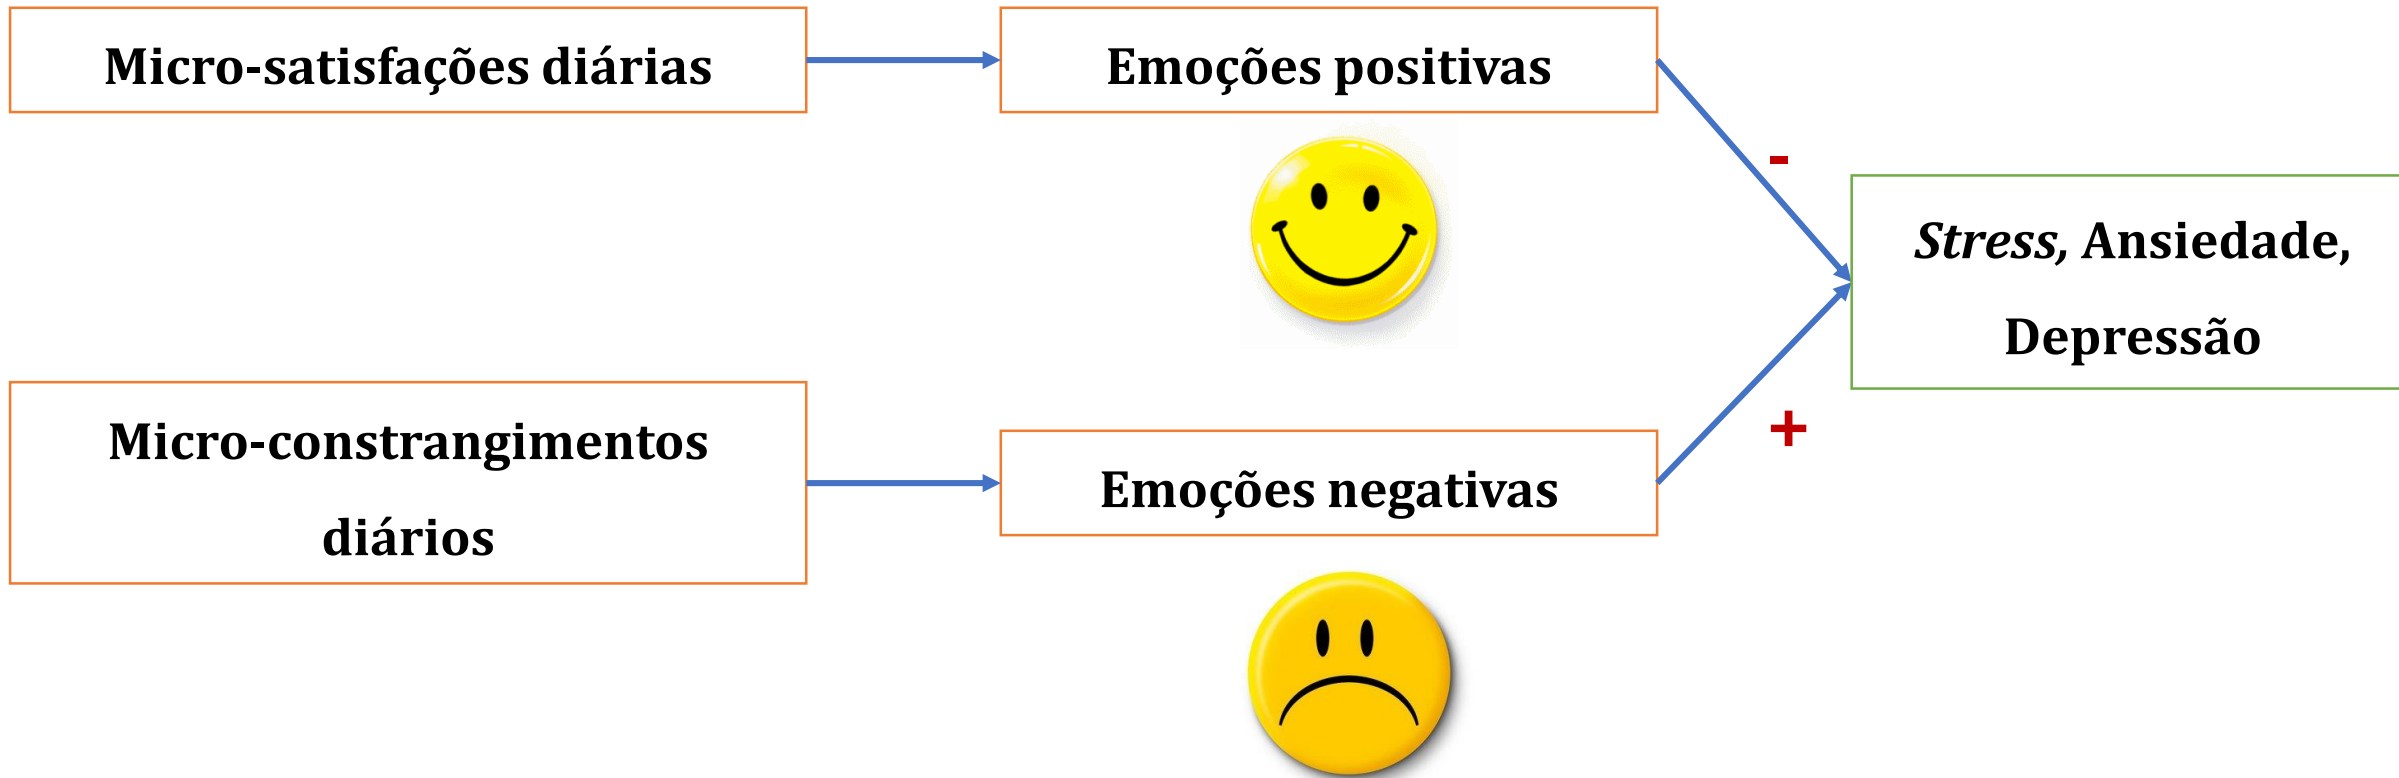 Micro-satisfações diárias
Emoções positivas
-
Stress, Ansiedade,
Depressão
+
Micro-constrangimentos
diários
Emoções negativas